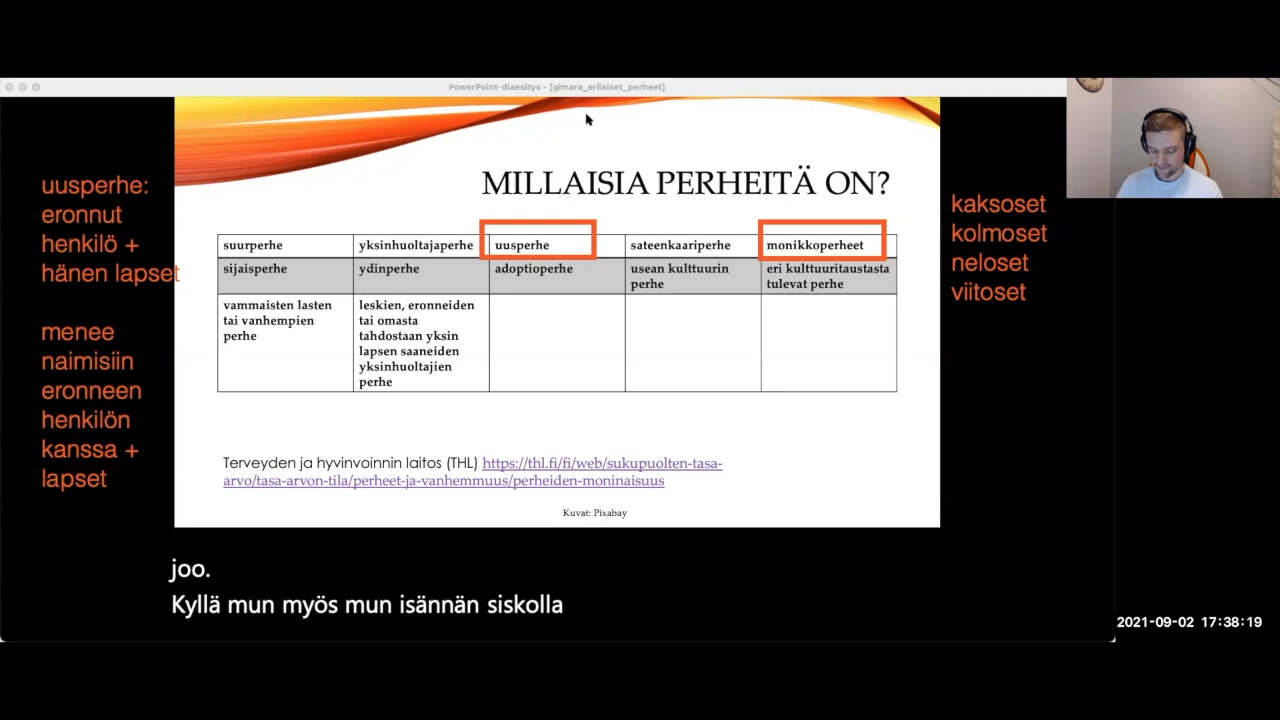 PowerPoint-diaesitys - [gimara_erilaiset_perheet]
MILLAISIA PERHEITÄ ON?
uusperhe:
eronnut
henkilö +
hänen lapset
menee
naimisiin
eronneen
henkilön
kanssa +
lapset
suurperhe
yksinhuoltajaperhe
uusperhe
sateenkaariperhe
monikkoperheet
sijaisperhe
ydinperhe
adoptioperhe
usean kulttuurin
perhe
eri kulttuuritaustasta
tulevat perhe
vammaisten lasten
tai vanhempien
perhe
leskien, eronneiden
tai omasta
tahdostaan yksin
lapsen saaneiden
yksinhuoltajien
perhe
kaksoset
kolmoset
neloset
viitoset
Terveyden ja hyvinvoinnin laitos (THL) https://thl.fi/fi/web/sukupuolten-tasa-
arvo/tasa-arvon-tila/perheet-ja-vanhemmuus/perheiden-moninaisuus
Kuvat: Pixabay
joo.
Kyllä mun myös mun isännän siskolla
2021-09-02 17:38:19